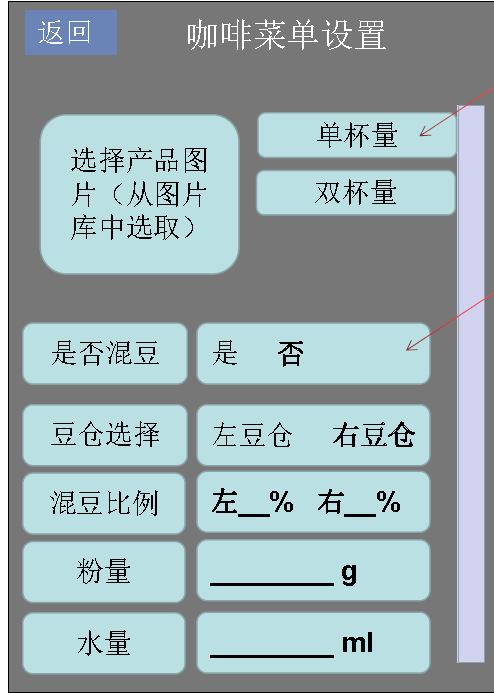 返回
咖啡菜单设置
选择产品图
片（从图片
库中选取）
单杯量
双杯量
是否混豆
是 否
豆仓选择
左豆仓 右豆仓
混豆比例
左__% 右__%
粉量
________ g
水量
________ ml